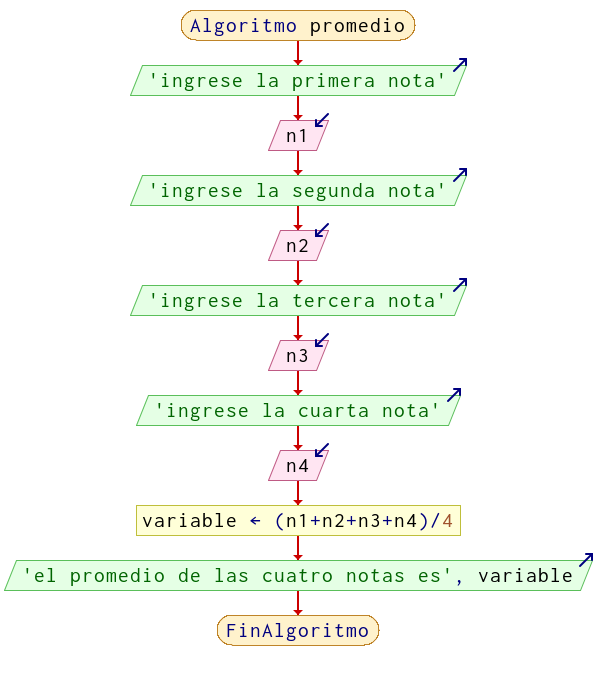 Algoritmo promedio
'ingrese la primera nota'
n1
'ingrese la segunda nota'
n2
'ingrese la tercera nota'
n3
'ingrese la cuarta nota'
n4
variable ← (n1+n2+n3+n4)/4
'el promedio de las cuatro notas es', variable
FinAlgoritmo